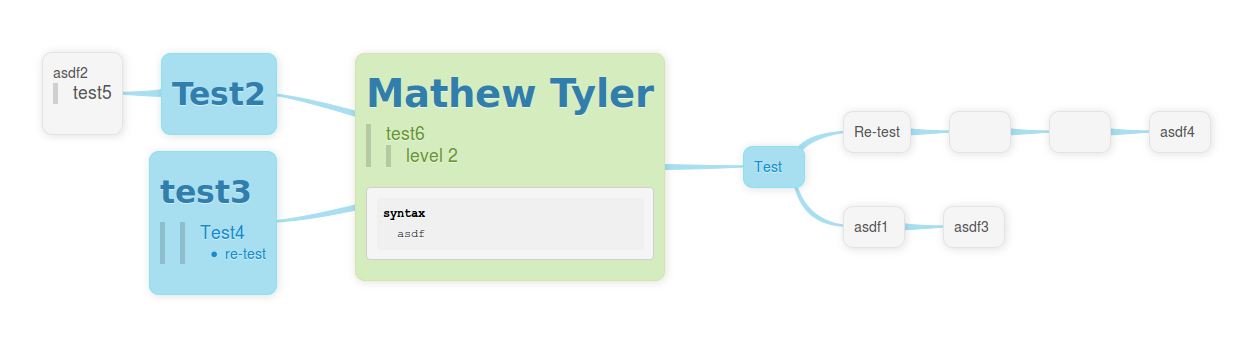 asdf2
test5
Test2
test3
Test4
re-test
Mathew Tyler
test6
level 2
syntax
asdf
Test
Re-test
asdf4
asdf1
asdf3